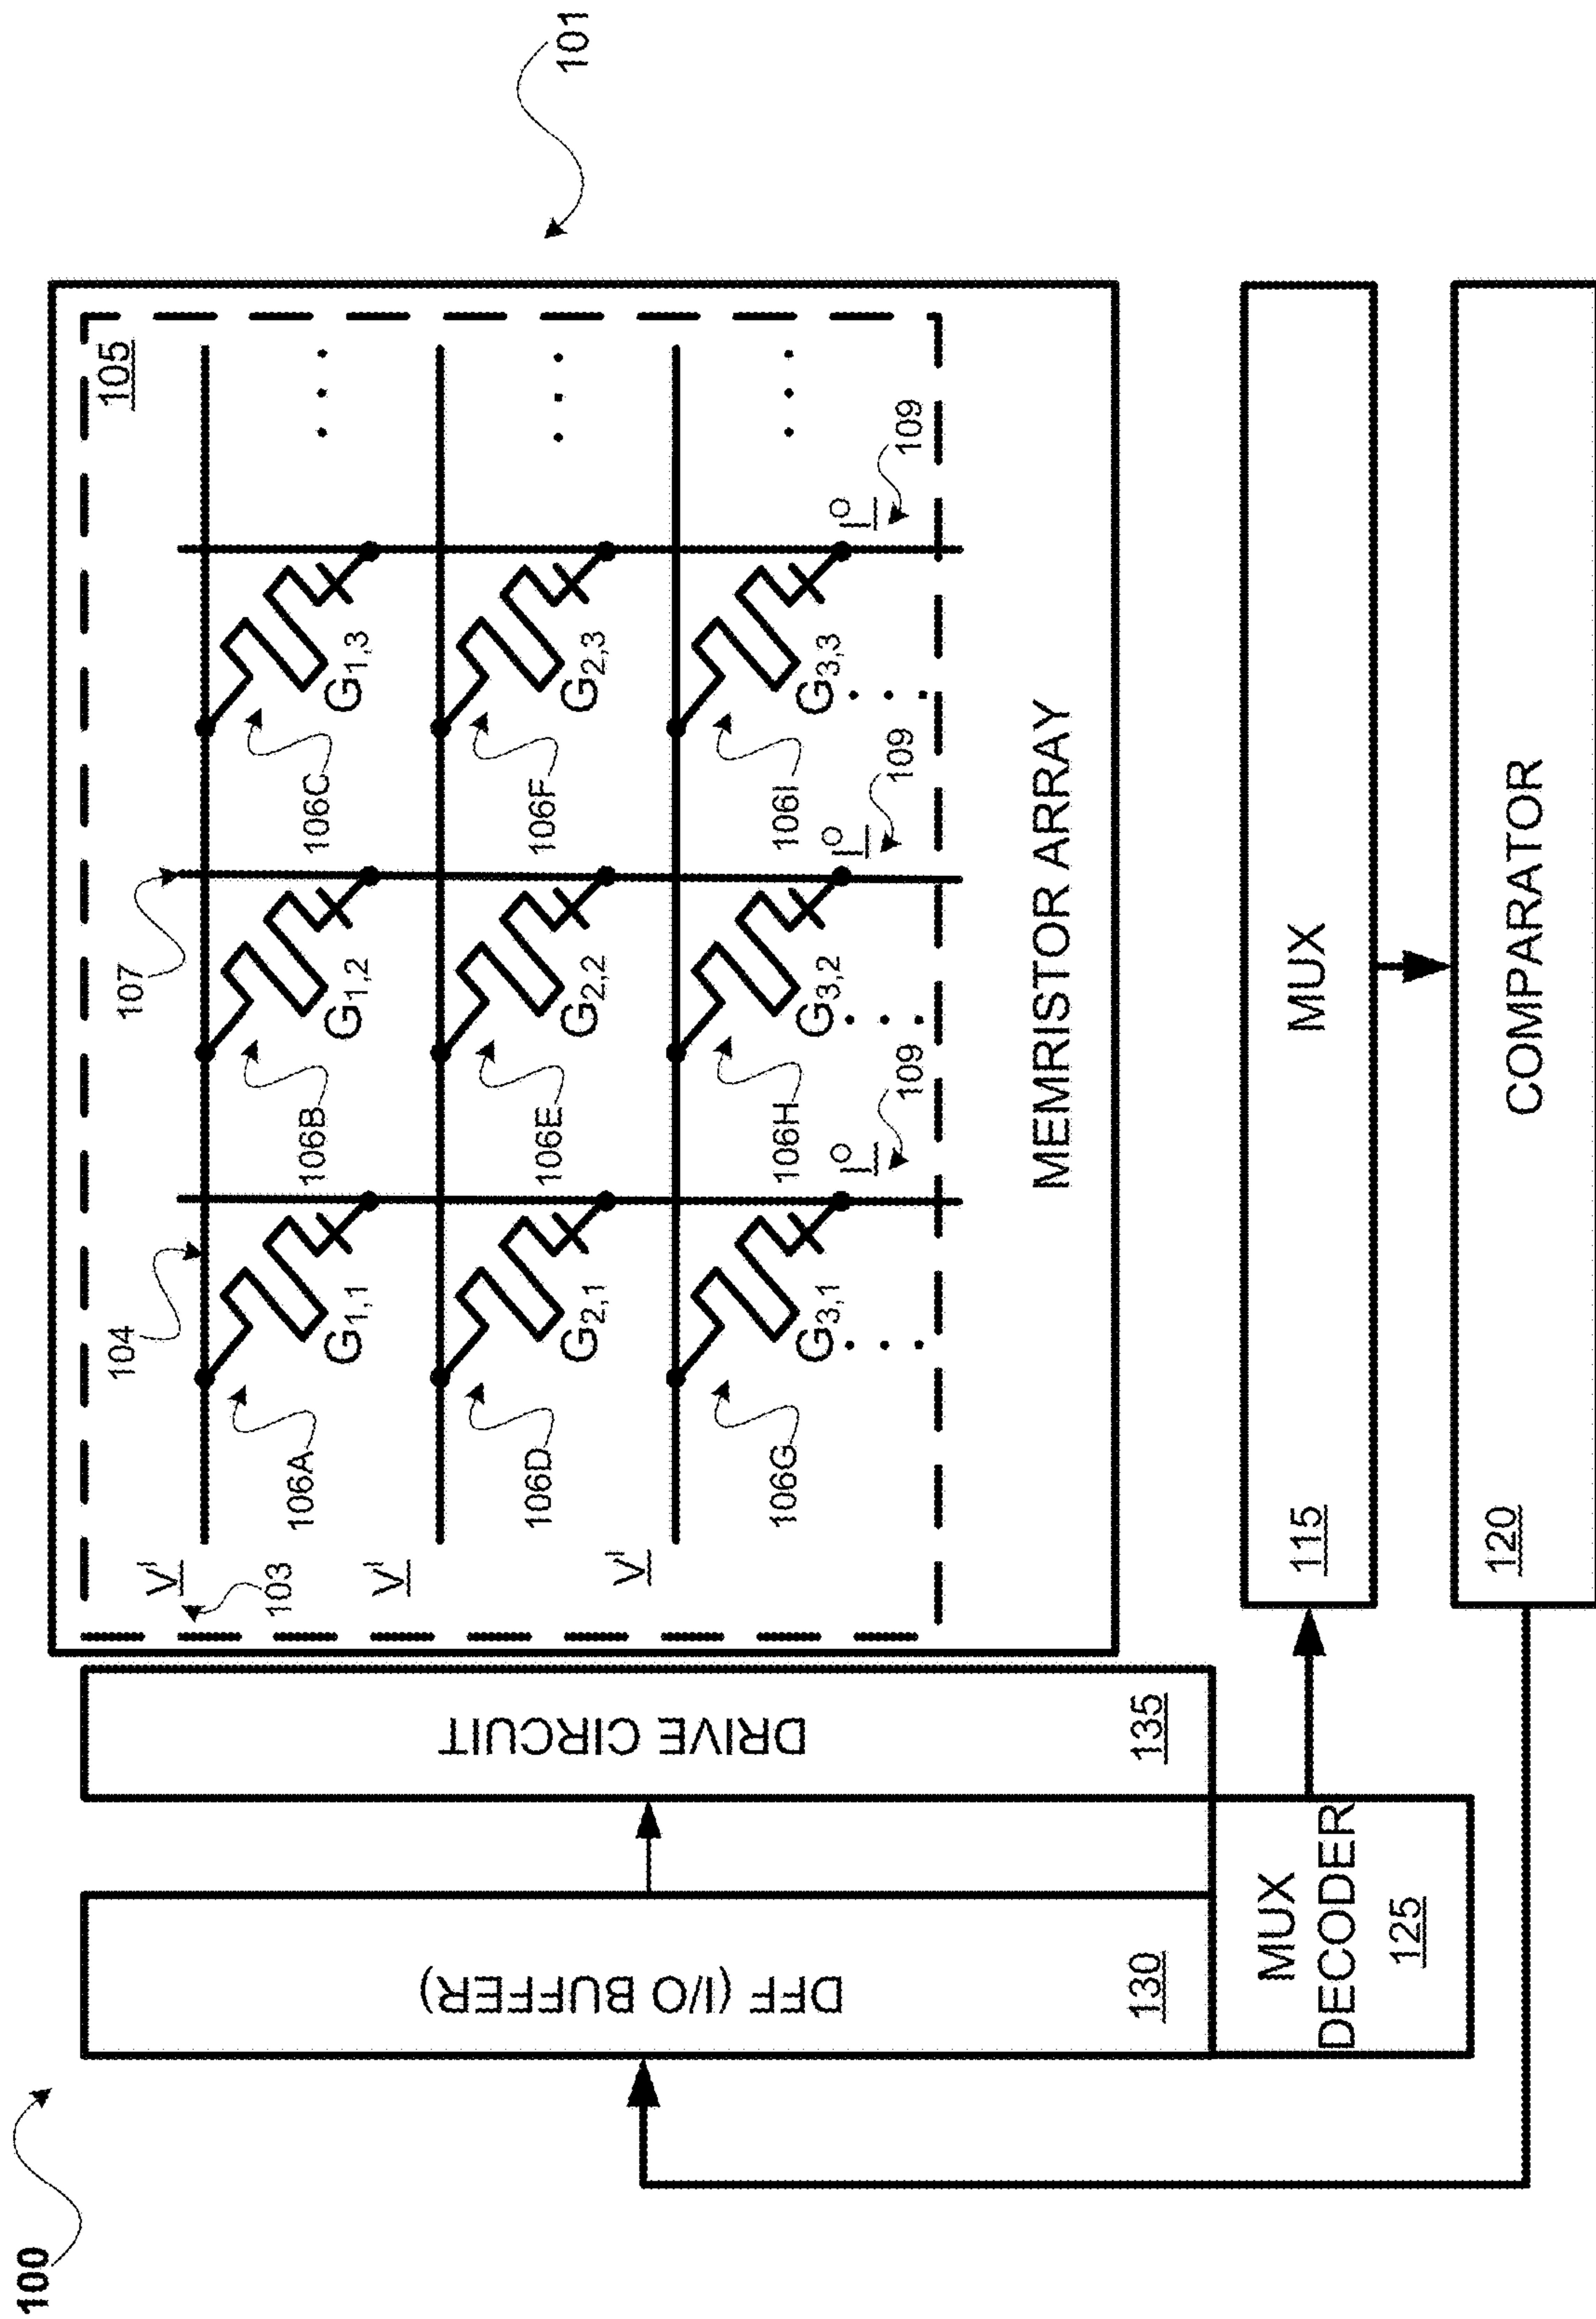 100
101
105
104
107
V^I
103
106A
G1,1
106B
G1,2
106C
G1,3
V^I
106D
G2,1
106E
G2,2
106F
G2,3
V^I
106G
G3,1
106H
G3,2
106I
G3,3
I^O
109
I^O
109
I^O
109
MEMRISTOR ARRAY
DRIVE CIRCUIT
135
DFF (I/O BUFFER)
130
MUX
DECODER
125
MUX
115
COMPARATOR
120